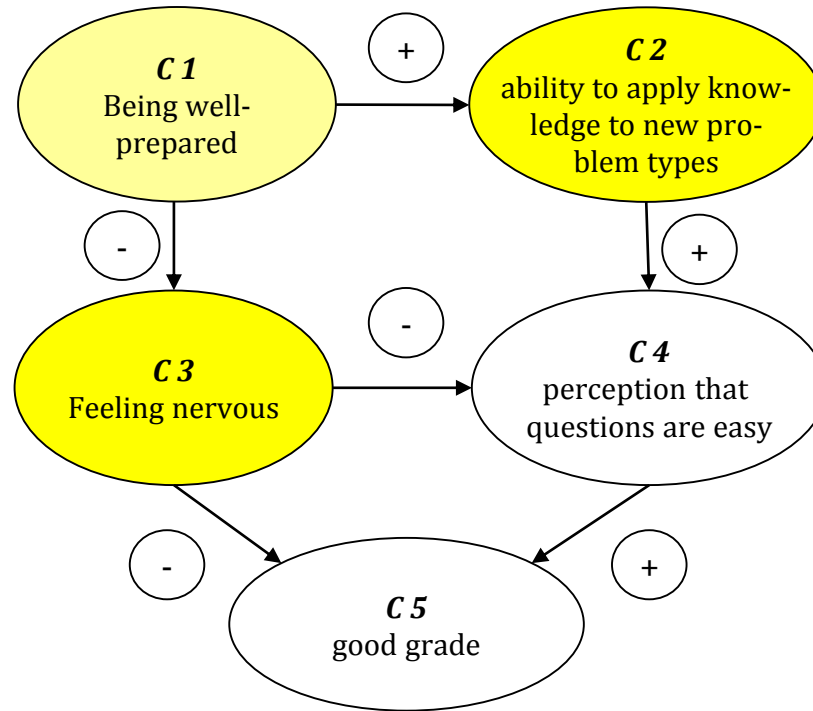 C 1
Being well-
prepared
+
C 2
ability to apply know-
ledge to new pro-
blem types
-
+
C 3
Feeling nervous
-
C 4
perception that
questions are easy
-
+
C 5
good grade